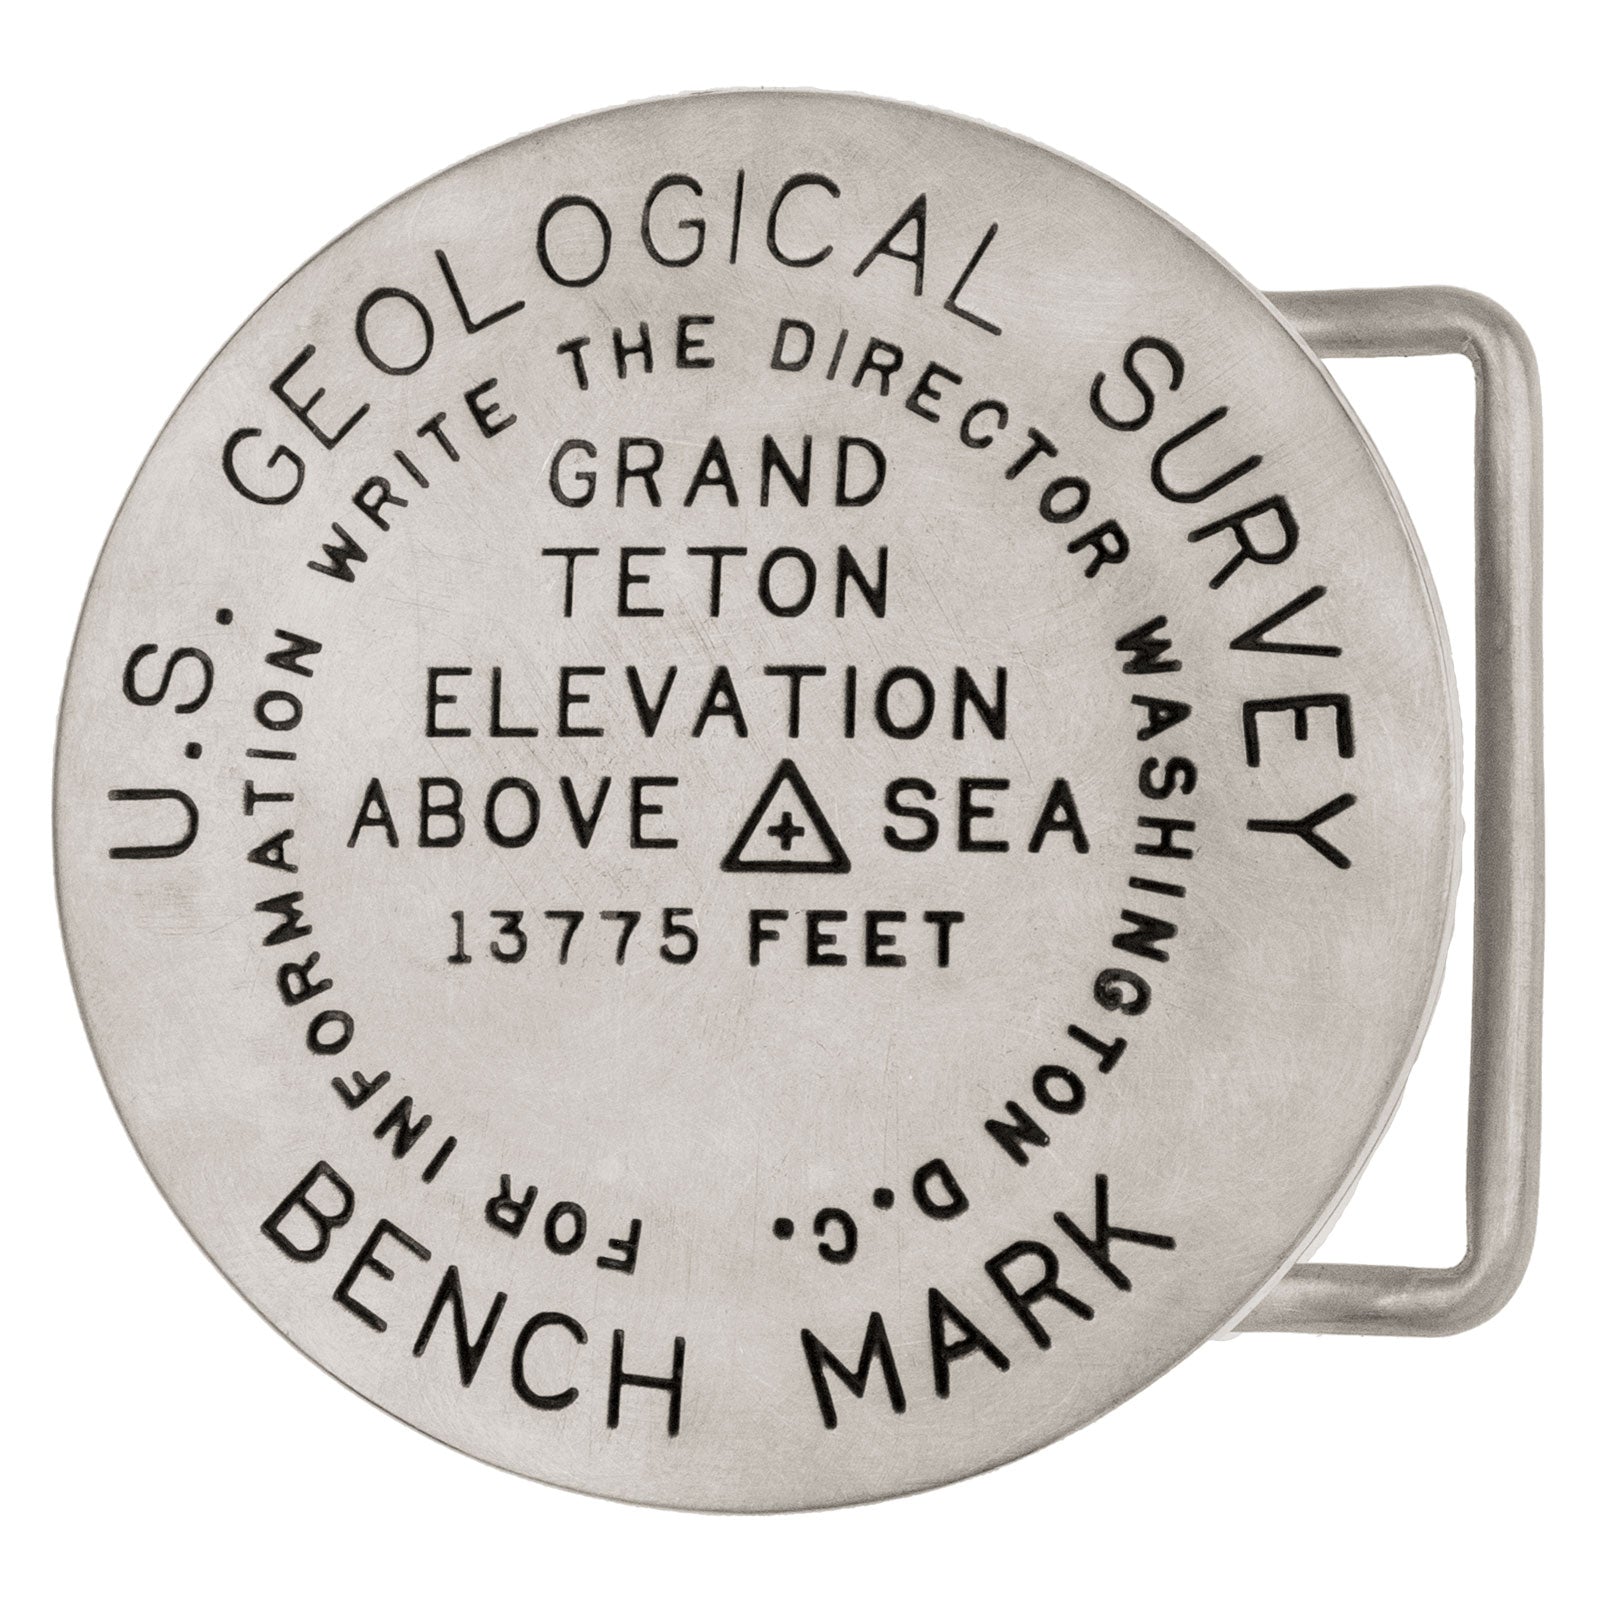 U.S. GEOLOGICAL SURVEY
FOR INFORMATION WRITE THE DIRECTOR WASHINGTON D.C.
GRAND
TETON
ELEVATION
ABOVE SEA
13775 FEET
BENCH MARK